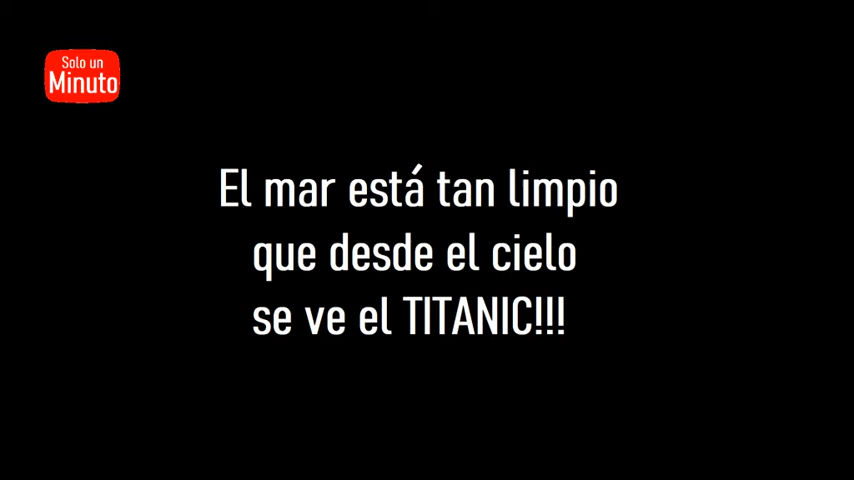 Solo un
Minuto
El mar está tan limpio
que desde el cielo
se ve el TITANIC!!!